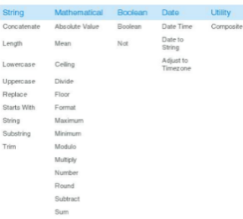 String Mathematical Boolean Date Utility
Concatenate Absolute Value Boolean Date Time Composite
Length Mean Not Date to String
Lowercase Ceiling Adjust to Timezone
Uppercase Divide
Replace Floor
Starts With Format
String Maximum
Substring Minimum
Trim Modulo
Multiply
Number
Round
Subtract
Sum